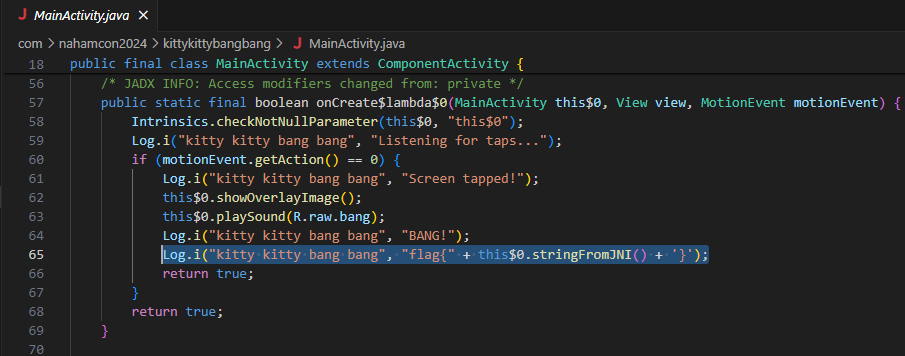 MainActivity.java
com > nahamcon2024 > kittykittybangbang > MainActivity.java
18 public final class MainActivity extends ComponentActivity {
56 /* JADX INFO: Access modifiers changed from: private */
57 public static final boolean onCreate$lambda$0(MainActivity this$0, View view, MotionEvent motionEvent) {
58 Intrinsics.checkNotNullParameter(this$0, "this$0");
59 Log.i("kitty kitty bang bang", "Listening for taps...");
60 if (motionEvent.getAction() == 0) {
61 Log.i("kitty kitty bang bang", "Screen tapped!");
62 this$0.showOverlayImage();
63 this$0.playSound(R.raw.bang);
64 Log.i("kitty kitty bang bang", "BANG!");
65 Log.i("kitty kitty bang bang", "flag{" + this$0.stringFromJNI() + '}');
66 return true;
67 }
68 return true;
69 }
70